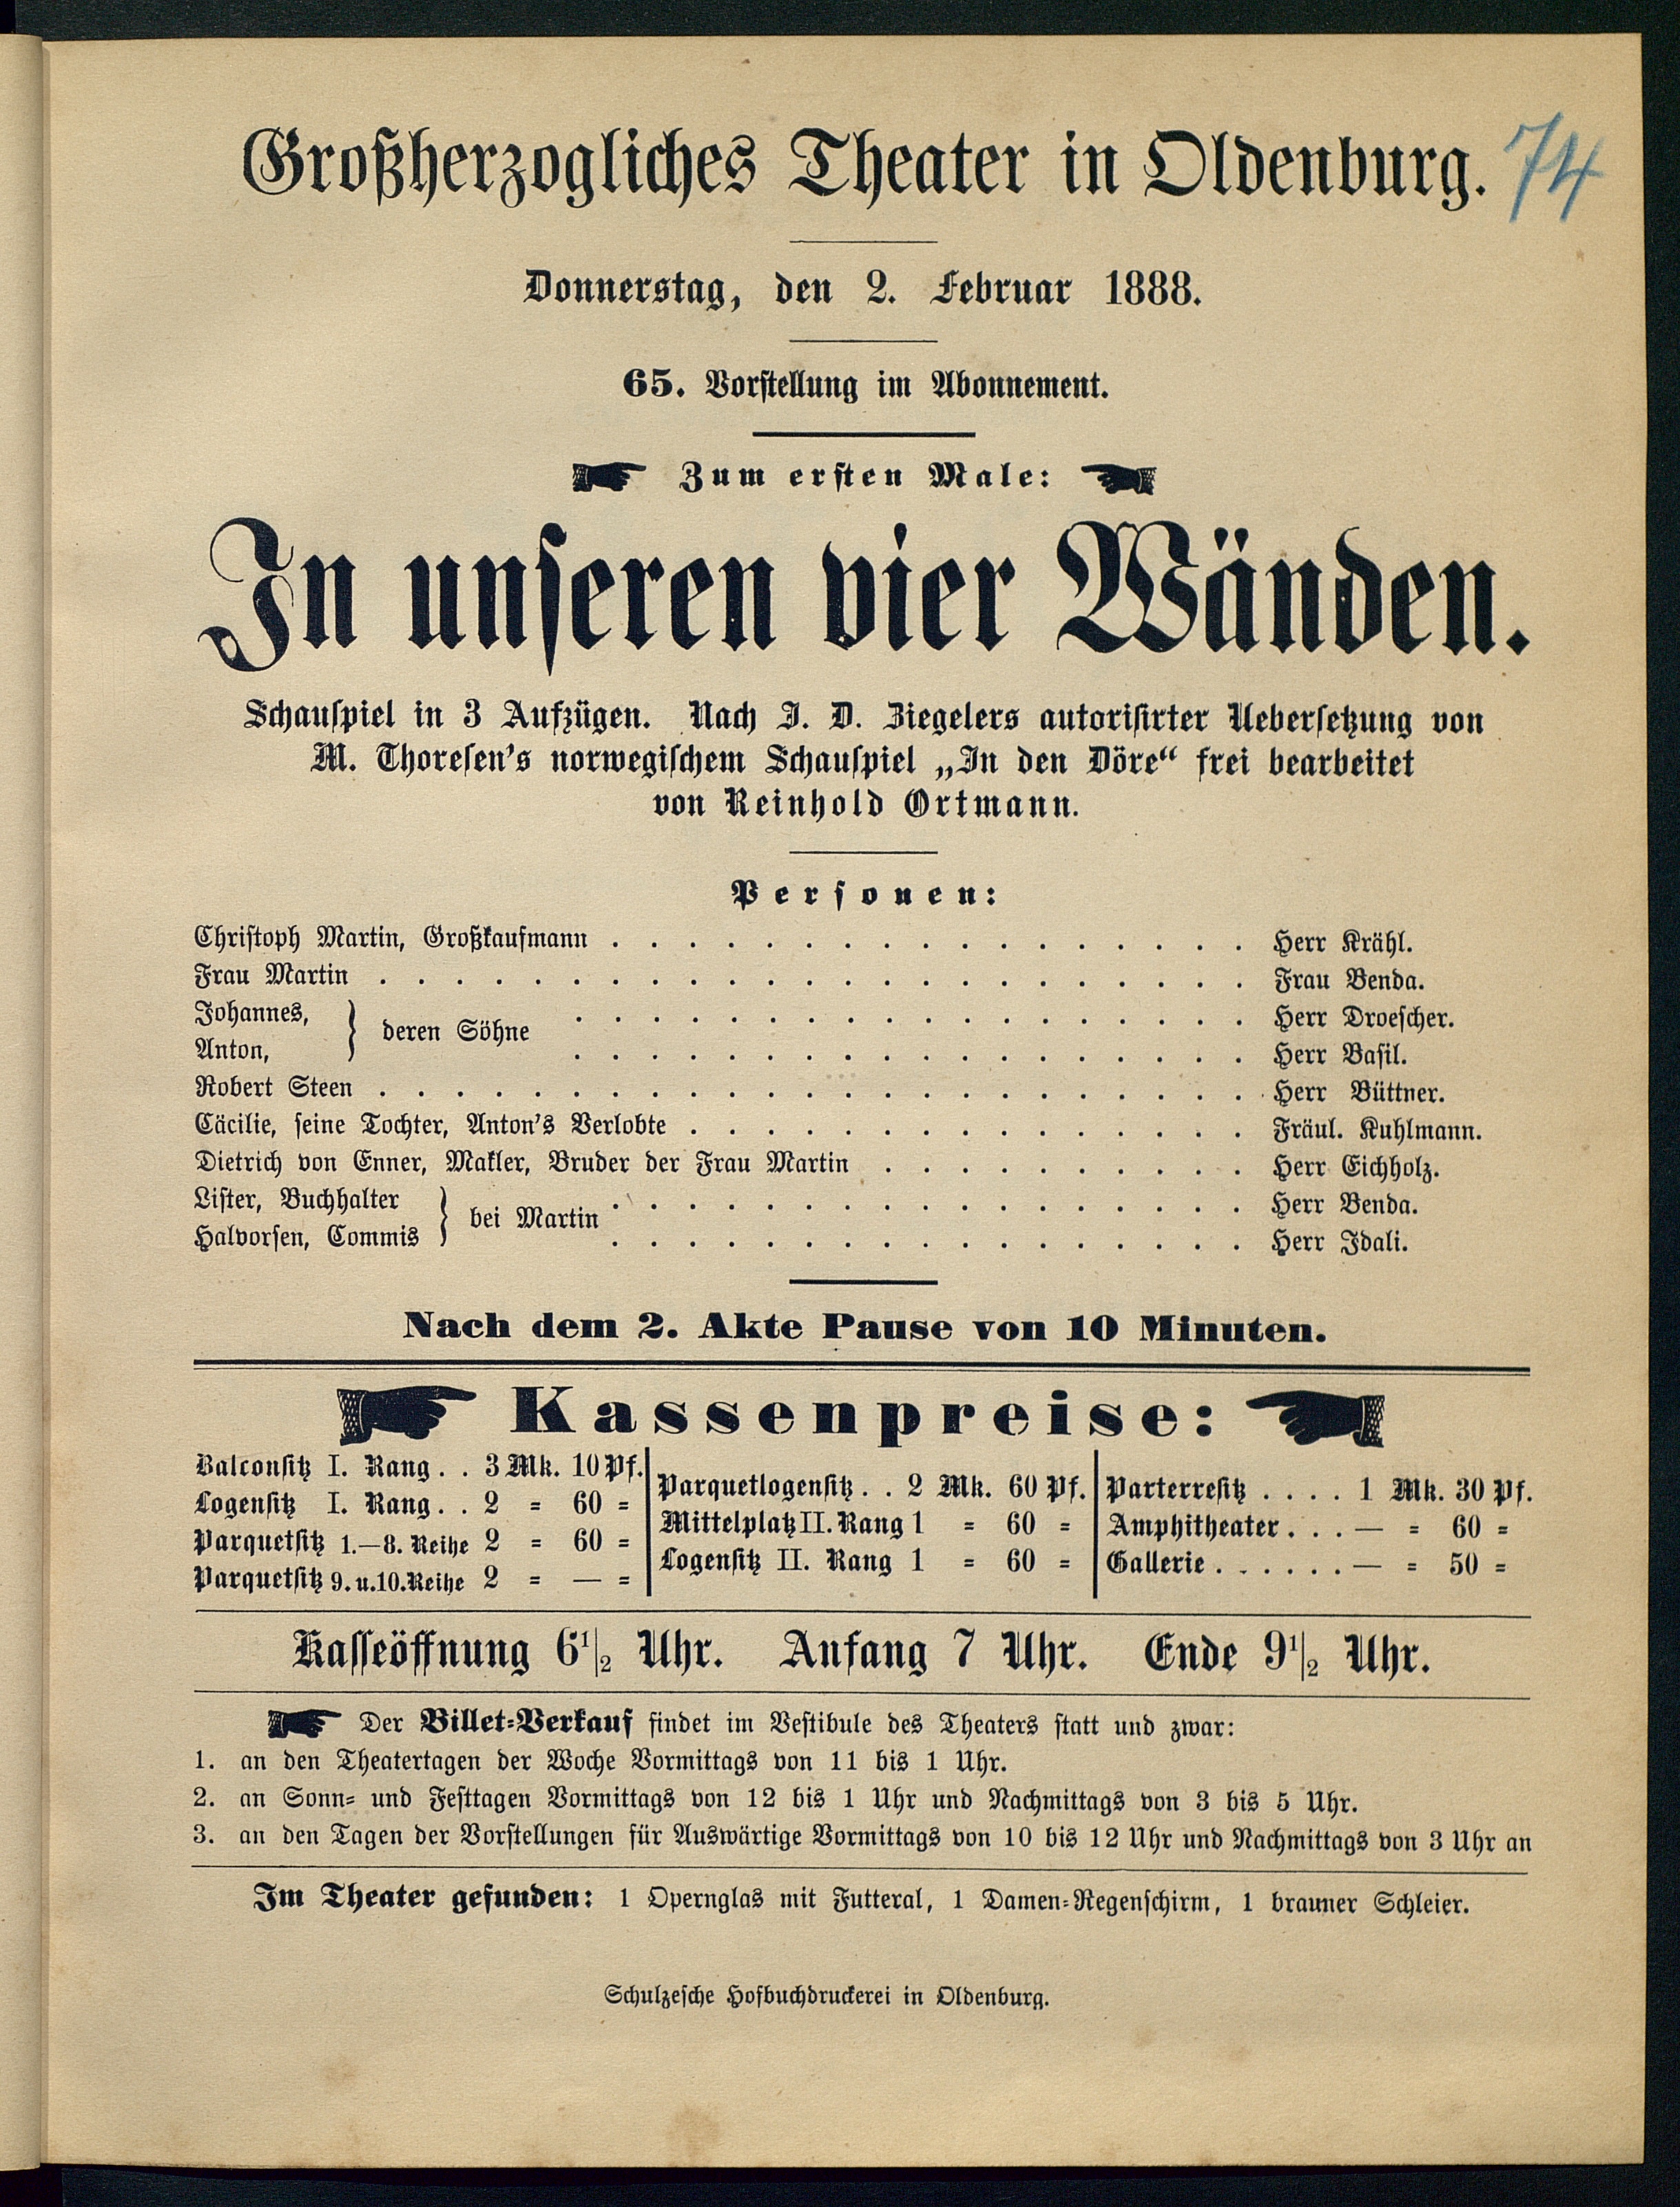 Großherzogliches Theater in Oldenburg. 74
Donnerstag, den 2. Februar 1888.
65. Vorstellung im Abonnement.
Zum ersten Male:
In unseren vier Wänden.
Schauspiel in 3 Aufzügen. Nach J. D. Ziegelers autorisirter Uebersetzung von
M. Thoresen's norwegischem Schauspiel „In den Döre“ frei bearbeitet
von Reinhold Ortmann.
Personen:
Christoph Martin, Großkaufmann . . . . . . . . . . . . . . . . . Herr Krähl.
Frau Martin . . . . . . . . . . . . . . . . . . . . . . . Frau Benda.
Johannes, } deren Söhne . . . . . . . . . . . . . . . . . . Herr Droescher.
Anton, . . . . . . . . . . . . . . . . . . Herr Basil.
Robert Steen . . . . . . . . . . . . . . . . . . . . . . . Herr Büttner.
Cäcilie, seine Tochter, Anton's Verlobte . . . . . . . . . . . . . . . Fräul. Kuhlmann.
Dietrich von Enner, Makler, Bruder der Frau Martin . . . . . . . . . . Herr Eichholz.
Lister, Buchhalter } bei Martin . . . . . . . . . . . . . . . . . Herr Benda.
Halvorsen, Commis . . . . . . . . . . . . . . . . . Herr Idali.
Nach dem 2. Akte Pause von 10 Minuten.
Kassenpreise:
Balconsitz I. Rang . . 3 Mk. 10 Pf.
Logensitz I. Rang . . 2 = 60 =
Parquetsitz 1.—8. Reihe 2 = 60 =
Parquetsitz 9. u. 10. Reihe 2 = — =
Parquetlogensitz . . 2 Mk. 60 Pf.
Mittelplatz II. Rang 1 = 60 =
Logensitz II. Rang 1 = 60 =
Parterresitz . . . . 1 Mk. 30 Pf.
Amphitheater . . . — = 60 =
Gallerie . . . . . . — = 50 =
Kasseöffnung 6½ Uhr. Anfang 7 Uhr. Ende 9½ Uhr.
Der Billet=Verkauf findet im Vestibule des Theaters statt und zwar:
1. an den Theatertagen der Woche Vormittags von 11 bis 1 Uhr.
2. an Sonn= und Festtagen Vormittags von 12 bis 1 Uhr und Nachmittags von 3 bis 5 Uhr.
3. an den Tagen der Vorstellungen für Auswärtige Vormittags von 10 bis 12 Uhr und Nachmittags von 3 Uhr an
Im Theater gefunden: 1 Opernglas mit Futteral, 1 Damen=Regenschirm, 1 brauner Schleier.
Schulzesche Hofbuchdruckerei in Oldenburg.